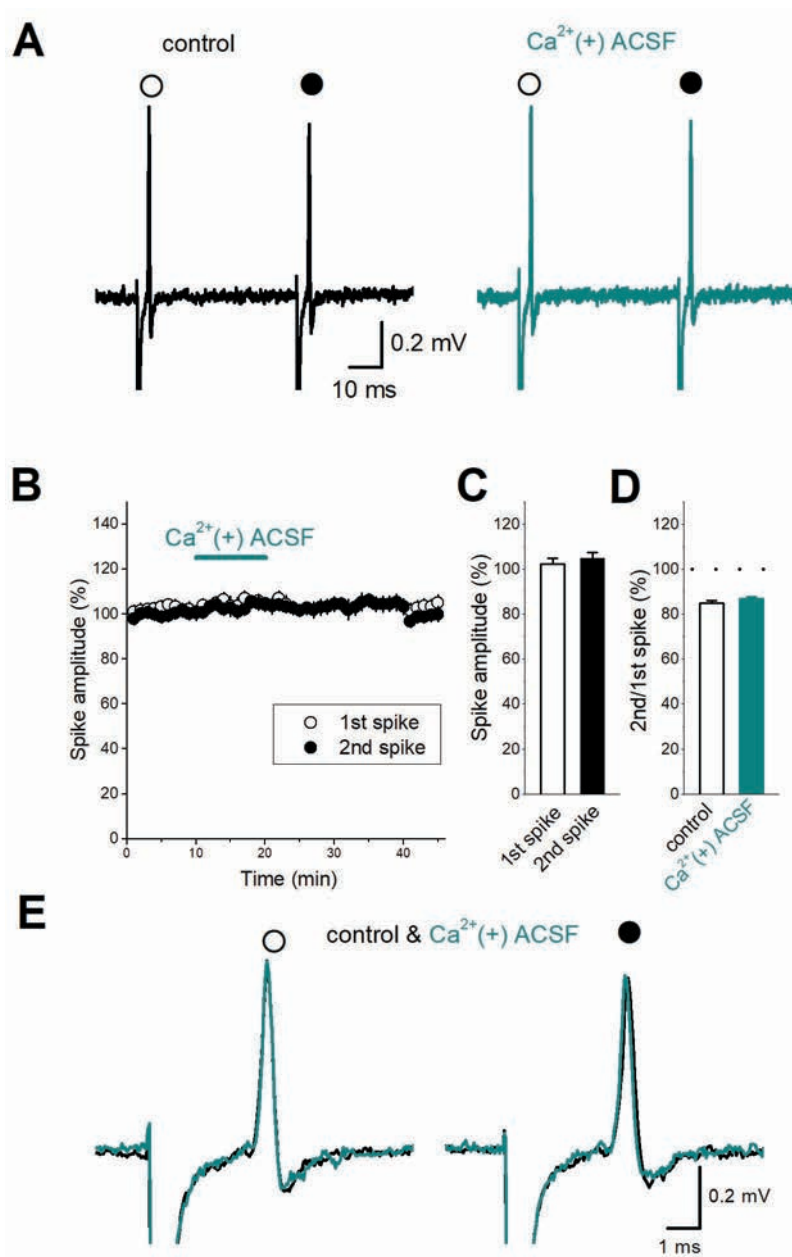 A
control
Ca²⁺(+) ACSF
0.2 mV
10 ms
B
Spike amplitude (%)
140
120
100
80
60
40
20
0
Ca²⁺(+) ACSF
1st spike
2nd spike
0
10
20
30
40
Time (min)
C
Spike amplitude (%)
120
100
80
60
40
20
0
1st spike
2nd spike
D
2nd/1st spike (%)
120
100
80
60
40
20
0
control
Ca²⁺(+) ACSF
E
control & Ca²⁺(+) ACSF
0.2 mV
1 ms